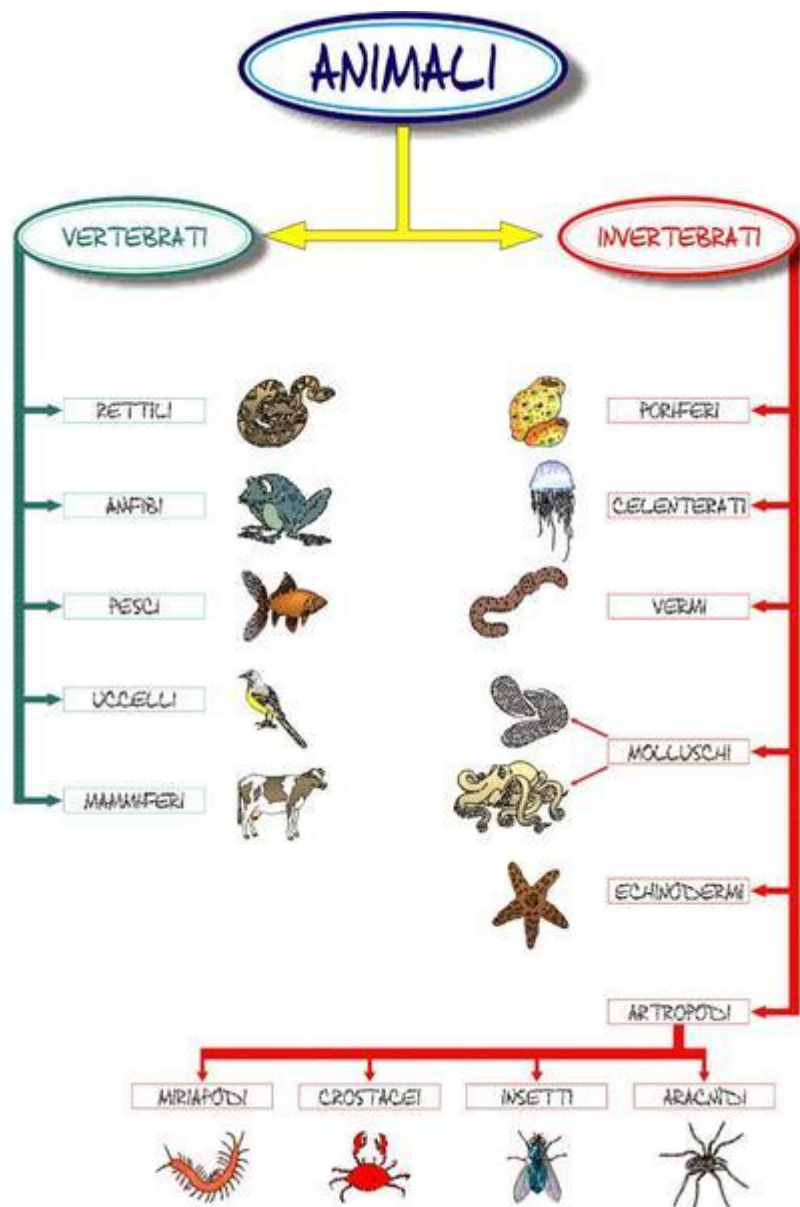 ANIMALI
VERTEBRATI
INVERTEBRATI
RETTILI
ANFIBI
PESCI
UCCELLI
MAMMIFERI
PORIFERI
CELENTERATI
VERMI
MOLLUSCHI
ECHINODERMI
ARTROPODI
MIRIAPODI
CROSTACEI
INSETTI
ARACNIDI